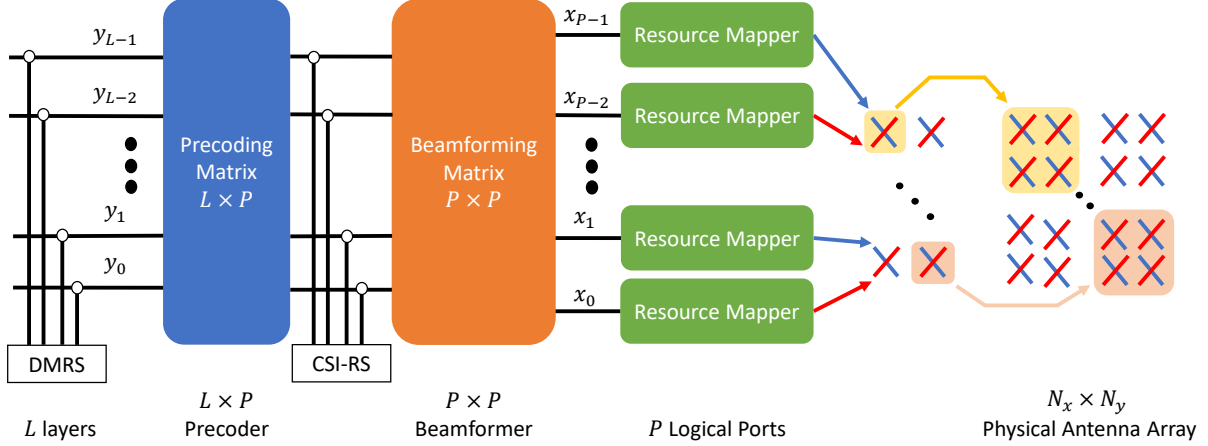 y_{L-1}
y_{L-2}
y_1
y_0
DMRS
L layers
Precoding
Matrix
L × P
L × P
Precoder
CSI-RS
Beamforming
Matrix
P × P
P × P
Beamformer
x_{P-1}
x_{P-2}
x_1
x_0
Resource Mapper
Resource Mapper
Resource Mapper
Resource Mapper
P Logical Ports
N_x × N_y
Physical Antenna Array